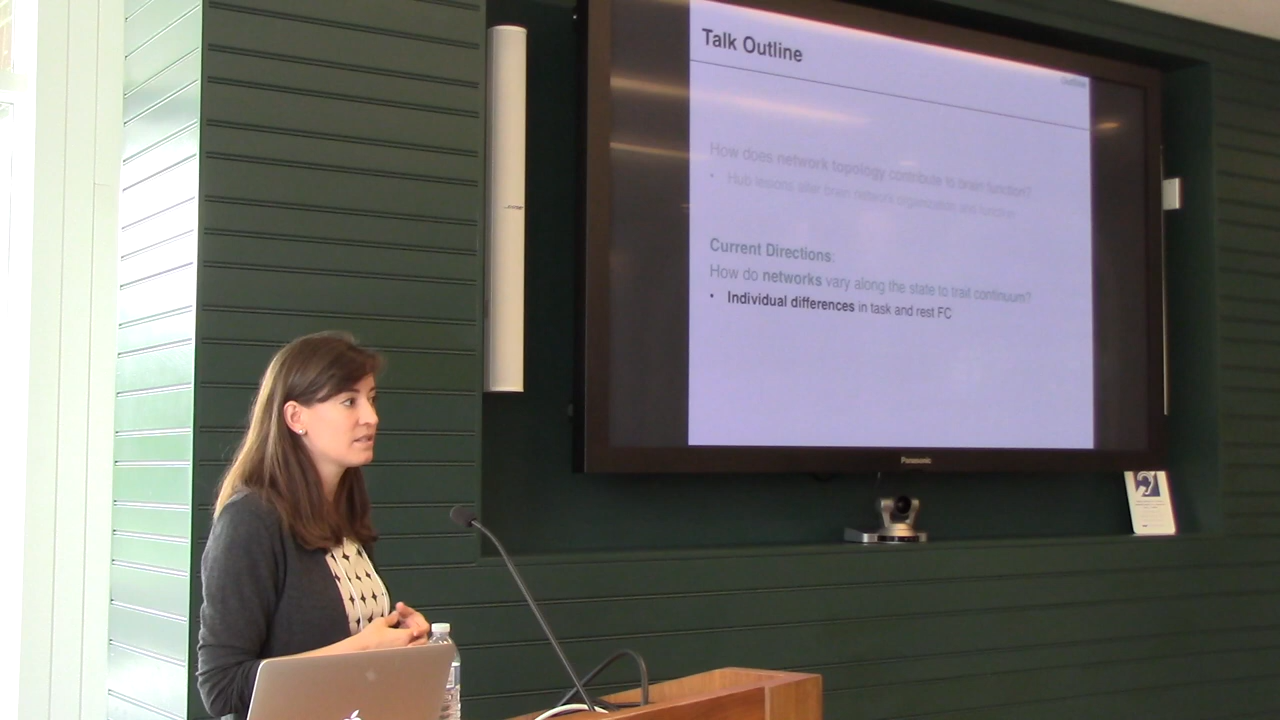 Talk Outline
Outline
How does network topology contribute to brain function?
• Hub lesions alter brain network organization and function
Current Directions:
How do networks vary along the state to trait continuum?
• Individual differences in task and rest FC
Panasonic